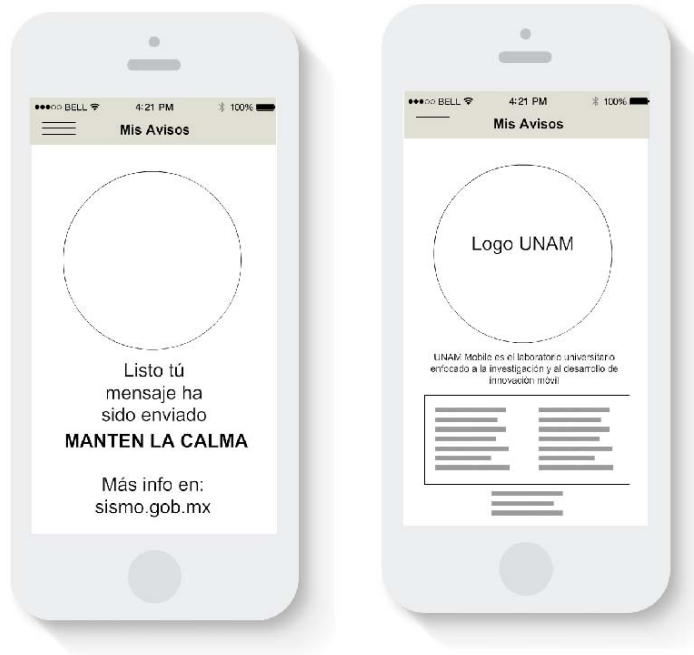 BELL 4:21 PM 100%
Mis Avisos
Listo tú
mensaje ha
sido enviado
MANTEN LA CALMA
Más info en:
sismo.gob.mx
BELL 4:21 PM 100%
Mis Avisos
Logo UNAM
UNAM Mobile es el laboratorio universitario
enfocado a la investigación y al desarrollo de
innovación móvil